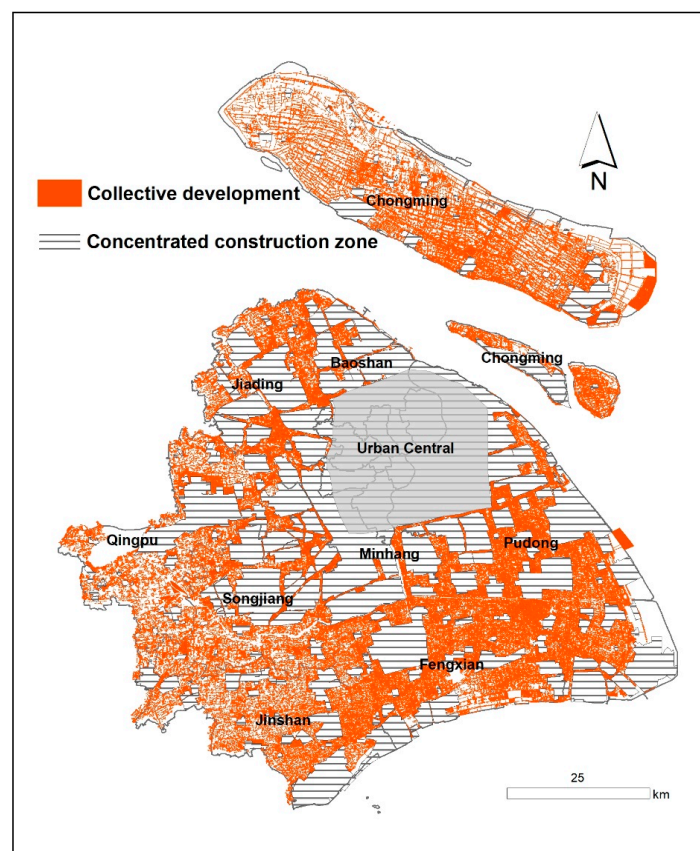 N
Collective development
Concentrated construction zone
Chongming
Chongming
Baoshan
Jiading
Urban Central
Qingpu
Minhang
Pudong
Songjiang
Fengxian
Jinshan
25
km